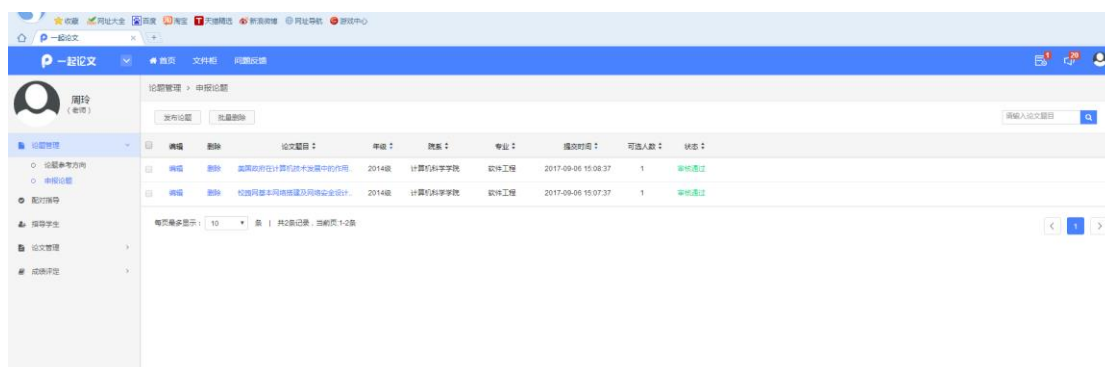 收藏 网址大全 百度 淘宝 天猫精选 新浪微博 网址导航 游戏中心
一起论文
一起论文 首页 文件柜 问题反馈
周玲
（老师）
论题管理 > 申报论题
发布论题 批量删除 请输入论文题目
论题管理
论题参考方向
申报论题
配对指导
指导学生
论文管理
成绩评定
编辑 删除 论文题目 年级 院系 专业 提交时间 可选人数 状态
编辑 删除 美国政府在计算机技术发展中的作用. 2014级 计算机科学学院 软件工程 2017-09-06 15:08:37 1 审核通过
编辑 删除 校园网基本网络搭建及网络安全设计. 2014级 计算机科学学院 软件工程 2017-09-06 15:07:37 1 审核通过
每页最多显示： 10 条 | 共2条记录，当前页:1-2条
< 1 >